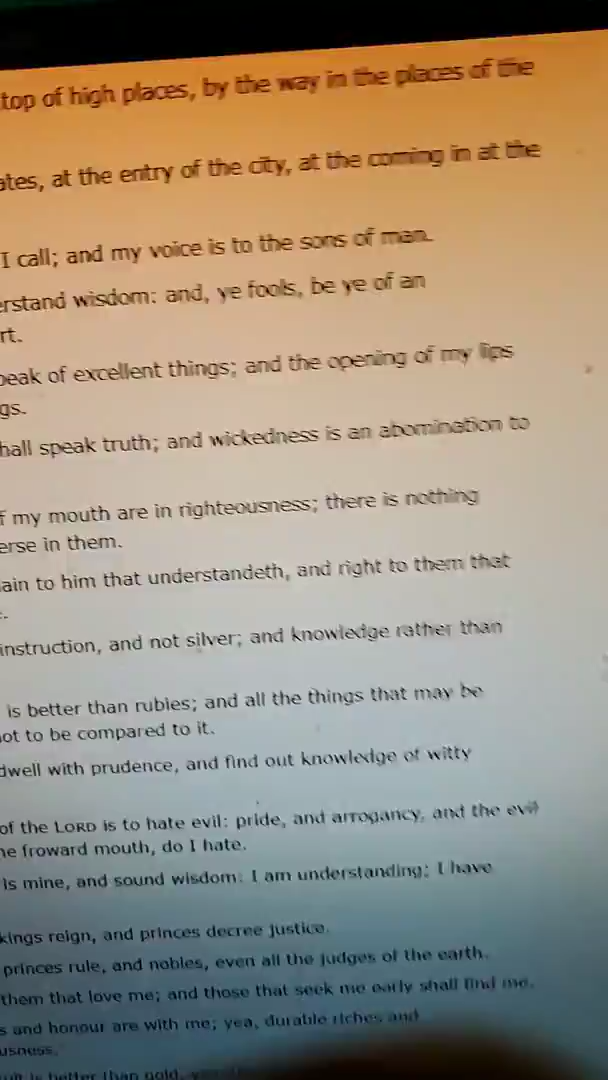 top of high places, by the way in the places of the
ates, at the entry of the city, at the coming in at the
I call; and my voice is to the sons of man.
erstand wisdom: and, ye fools, be ye of an
rt.
peak of excellent things; and the opening of my lips
gs.
hall speak truth; and wickedness is an abomination to
f my mouth are in righteousness; there is nothing
erse in them.
ain to him that understandeth, and right to them that
instruction, and not silver; and knowledge rather than
is better than rubies; and all the things that may be
ot to be compared to it.
dwell with prudence, and find out knowledge of witty
of the LORD is to hate evil: pride, and arrogancy, and the evil
he froward mouth, do I hate.
is mine, and sound wisdom: I am understanding; I have
kings reign, and princes decree justice.
princes rule, and nobles, even all the judges of the earth.
them that love me; and those that seek me early shall find me.
s and honour are with me; yea, durable riches and
usness.
uit is better than gold,